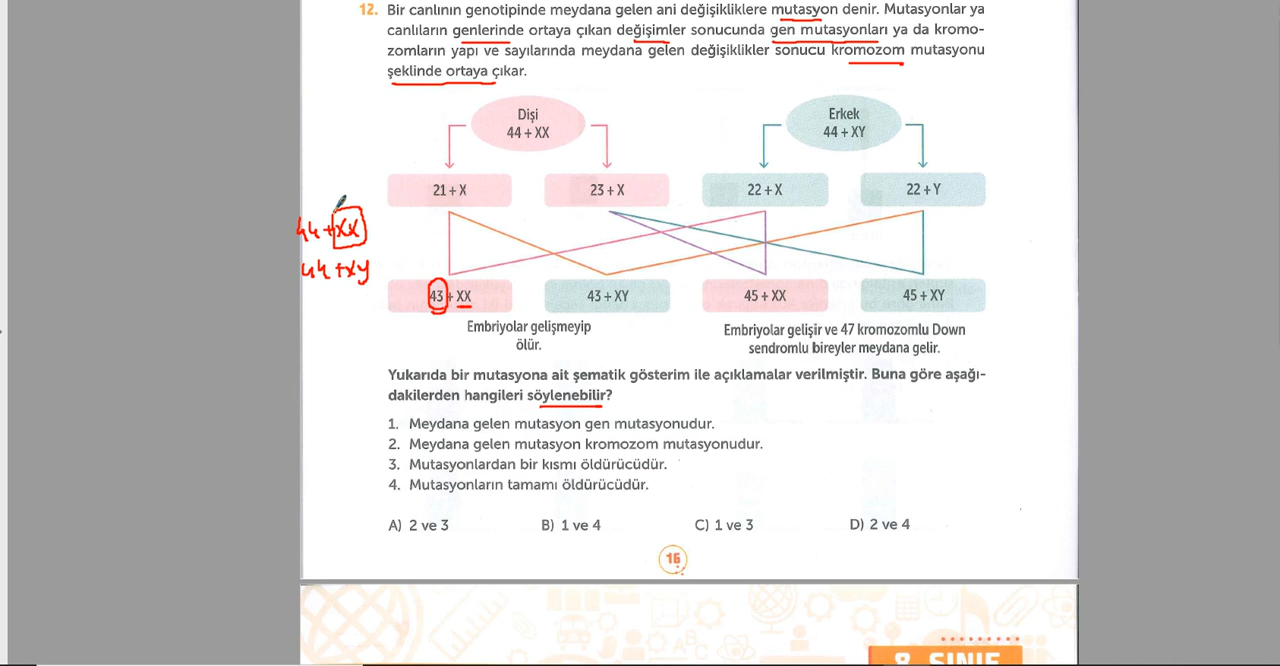 12. Bir canlının genotipinde meydana gelen ani değişikliklere mutasyon denir. Mutasyonlar ya
canlıların genlerinde ortaya çıkan değişimler sonucunda gen mutasyonları ya da kromo-
zomların yapı ve sayılarında meydana gelen değişiklikler sonucu kromozom mutasyonu
şeklinde ortaya çıkar.
Dişi
44 + XX
Erkek
44 + XY
21 + X
23 + X
22 + X
22 + Y
44+XX
44+XY
43 + XX
43 + XY
45 + XX
45 + XY
Embriyolar gelişmeyip
ölür.
Embriyolar gelişir ve 47 kromozomlu Down
sendromlu bireyler meydana gelir.
Yukarıda bir mutasyona ait şematik gösterim ile açıklamalar verilmiştir. Buna göre aşağı-
dakilerden hangileri söylenebilir?
1. Meydana gelen mutasyon gen mutasyonudur.
2. Meydana gelen mutasyon kromozom mutasyonudur.
3. Mutasyonlardan bir kısmı öldürücüdür.
4. Mutasyonların tamamı öldürücüdür.
A) 2 ve 3
B) 1 ve 4
C) 1 ve 3
D) 2 ve 4
16
8. SINIF